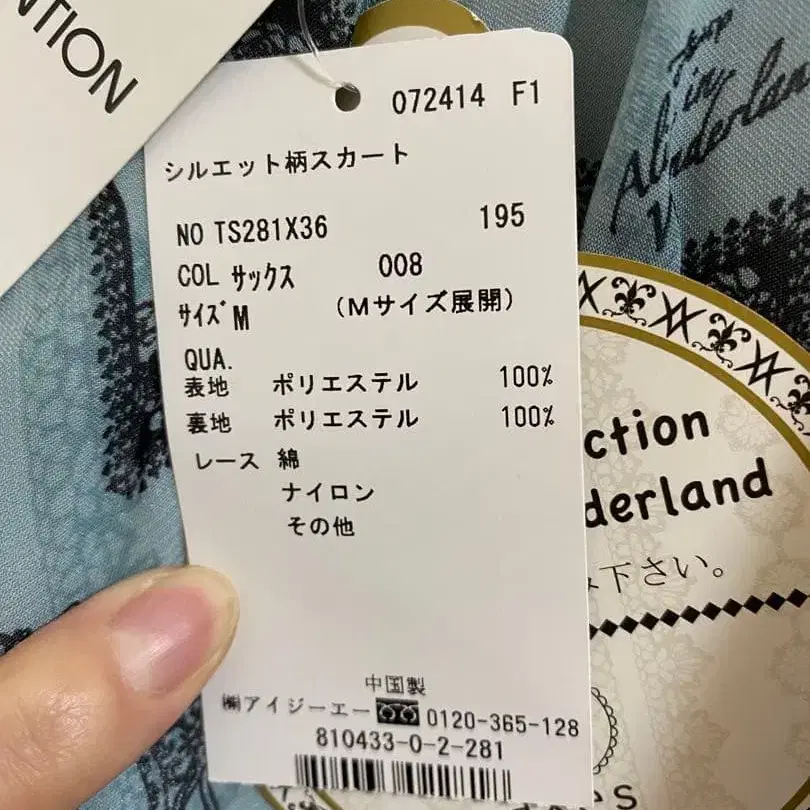 NTION
072414 F1
シルエット柄スカート
NO TS281X36 195
COL サックス 008
サイズ M (Mサイズ展開)
QUA.
表地 ポリエステル 100%
裏地 ポリエステル 100%
レース 綿
ナイロン
その他
中国製
㈱アイジーエー 0120-365-128
810433-0-2-281
in
ction
derland
下さい。
es